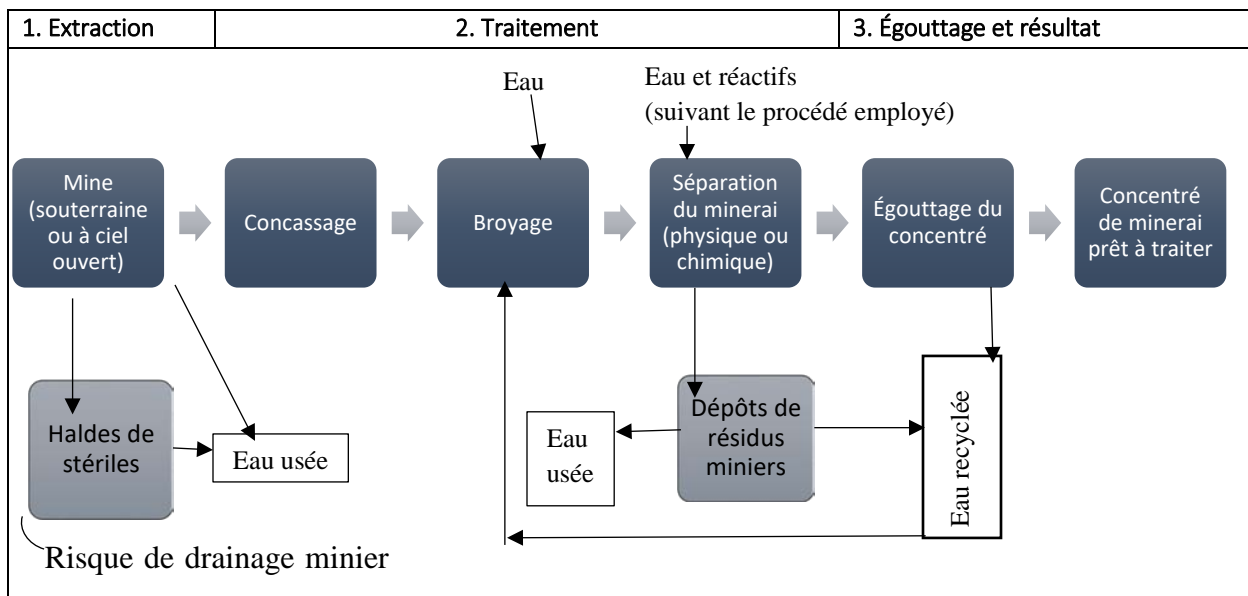 1. Extraction
2. Traitement
3. Égouttage et résultat
Eau
Eau et réactifs
(suivant le procédé employé)
Mine
(souterraine
ou à ciel
ouvert)
Concassage
Broyage
Séparation
du minerai
(physique ou
chimique)
Égouttage du
concentré
Concentré
de minerai
prêt à traiter
Haldes de
stériles
Eau usée
Eau
usée
Dépôts de
résidus
miniers
Eau recyclée
Risque de drainage minier